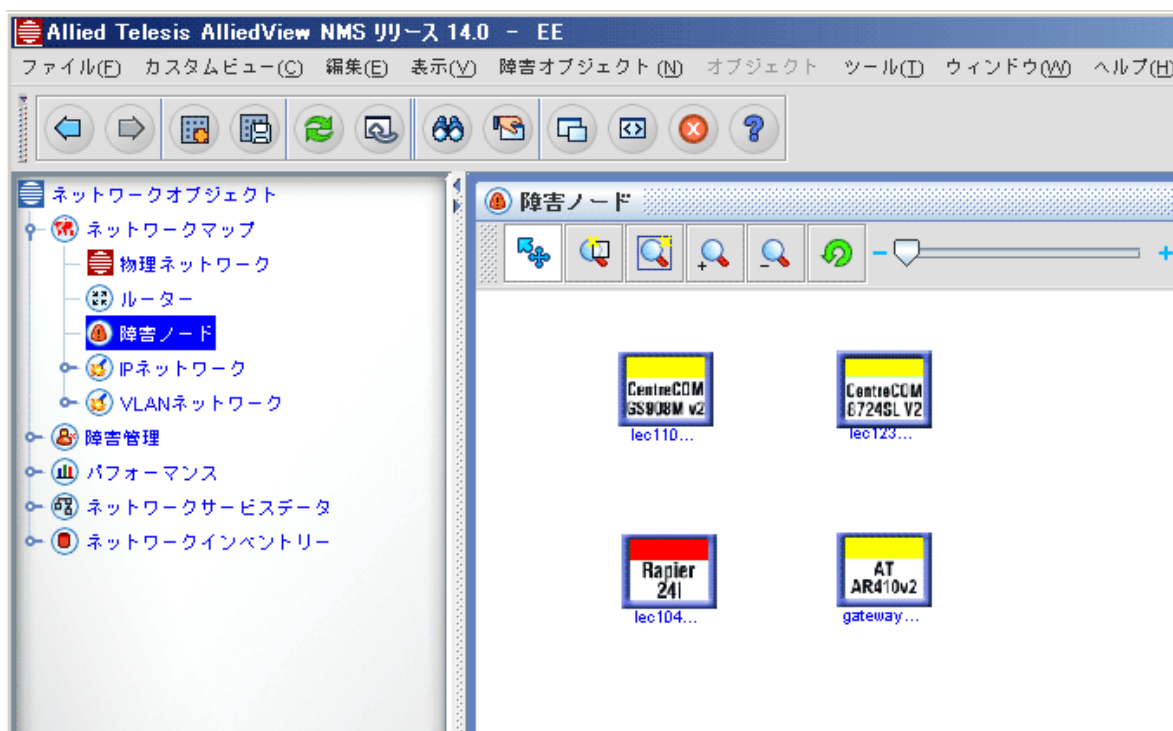 Allied Telesis AlliedView NMS リリース 14.0 - EE
ファイル(F) カスタムビュー(C) 編集(E) 表示(V) 障害オブジェクト(N) オブジェクト ツール(T) ウィンドウ(W) ヘルプ(H)
ネットワークオブジェクト
ネットワークマップ
物理ネットワーク
ルーター
障害ノード
IPネットワーク
VLANネットワーク
障害管理
パフォーマンス
ネットワークサービスデータ
ネットワークインベントリー
障害ノード
CentreCOM
GS908M v2
lec110...
CentreCOM
8724SL V2
lec123...
Rapier
24i
lec104...
AT
AR410v2
gateway...